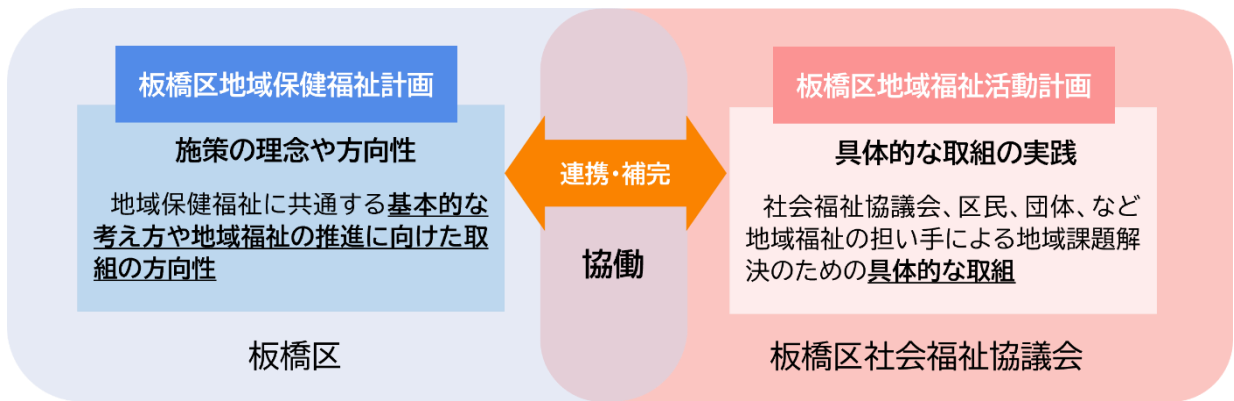 板橋区地域保健福祉計画
施策の理念や方向性
地域保健福祉に共通する基本的な
考え方や地域福祉の推進に向けた取
組の方向性
板橋区
連携・補完
協働
板橋区地域福祉活動計画
具体的な取組の実践
社会福祉協議会、区民、団体、など
地域福祉の担い手による地域課題解
決のための具体的な取組
板橋区社会福祉協議会